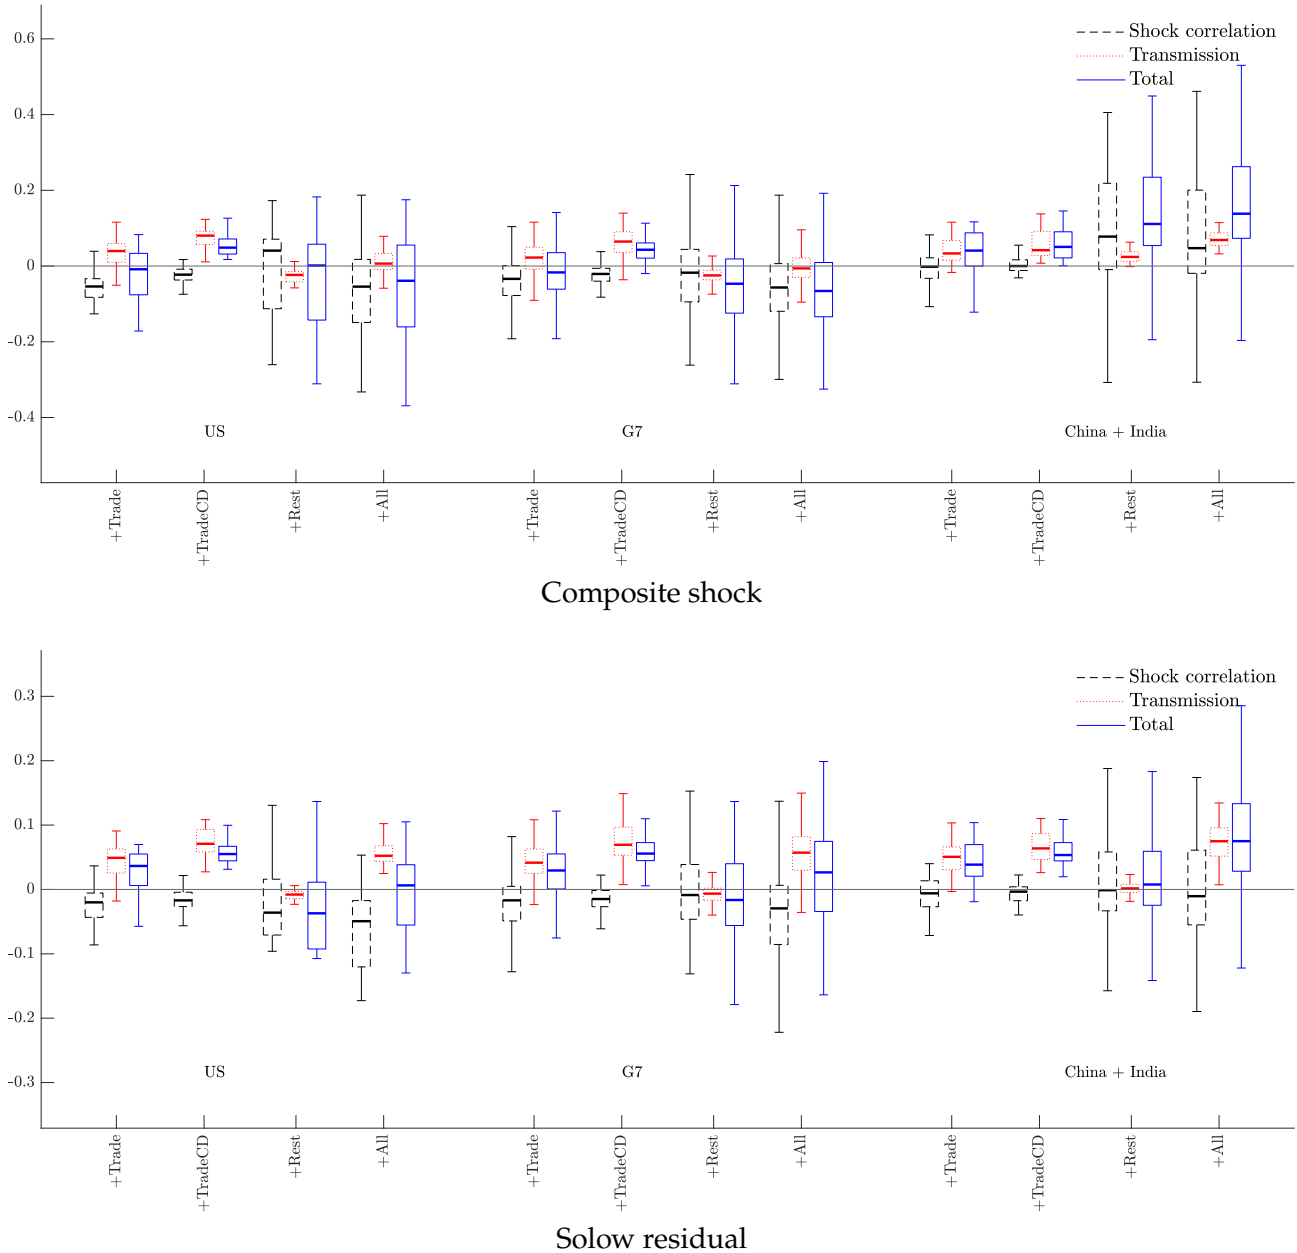 0.6
0.4
0.2
0
-0.2
-0.4
Shock correlation
Transmission
Total
US
G7
China + India
+Trade
+TradeCD
+Rest
+All
+Trade
+TradeCD
+Rest
+All
+Trade
+TradeCD
+Rest
+All
Composite shock
0.3
0.2
0.1
0
-0.1
-0.2
-0.3
Shock correlation
Transmission
Total
US
G7
China + India
+Trade
+TradeCD
+Rest
+All
+Trade
+TradeCD
+Rest
+All
+Trade
+TradeCD
+Rest
+All
Solow residual